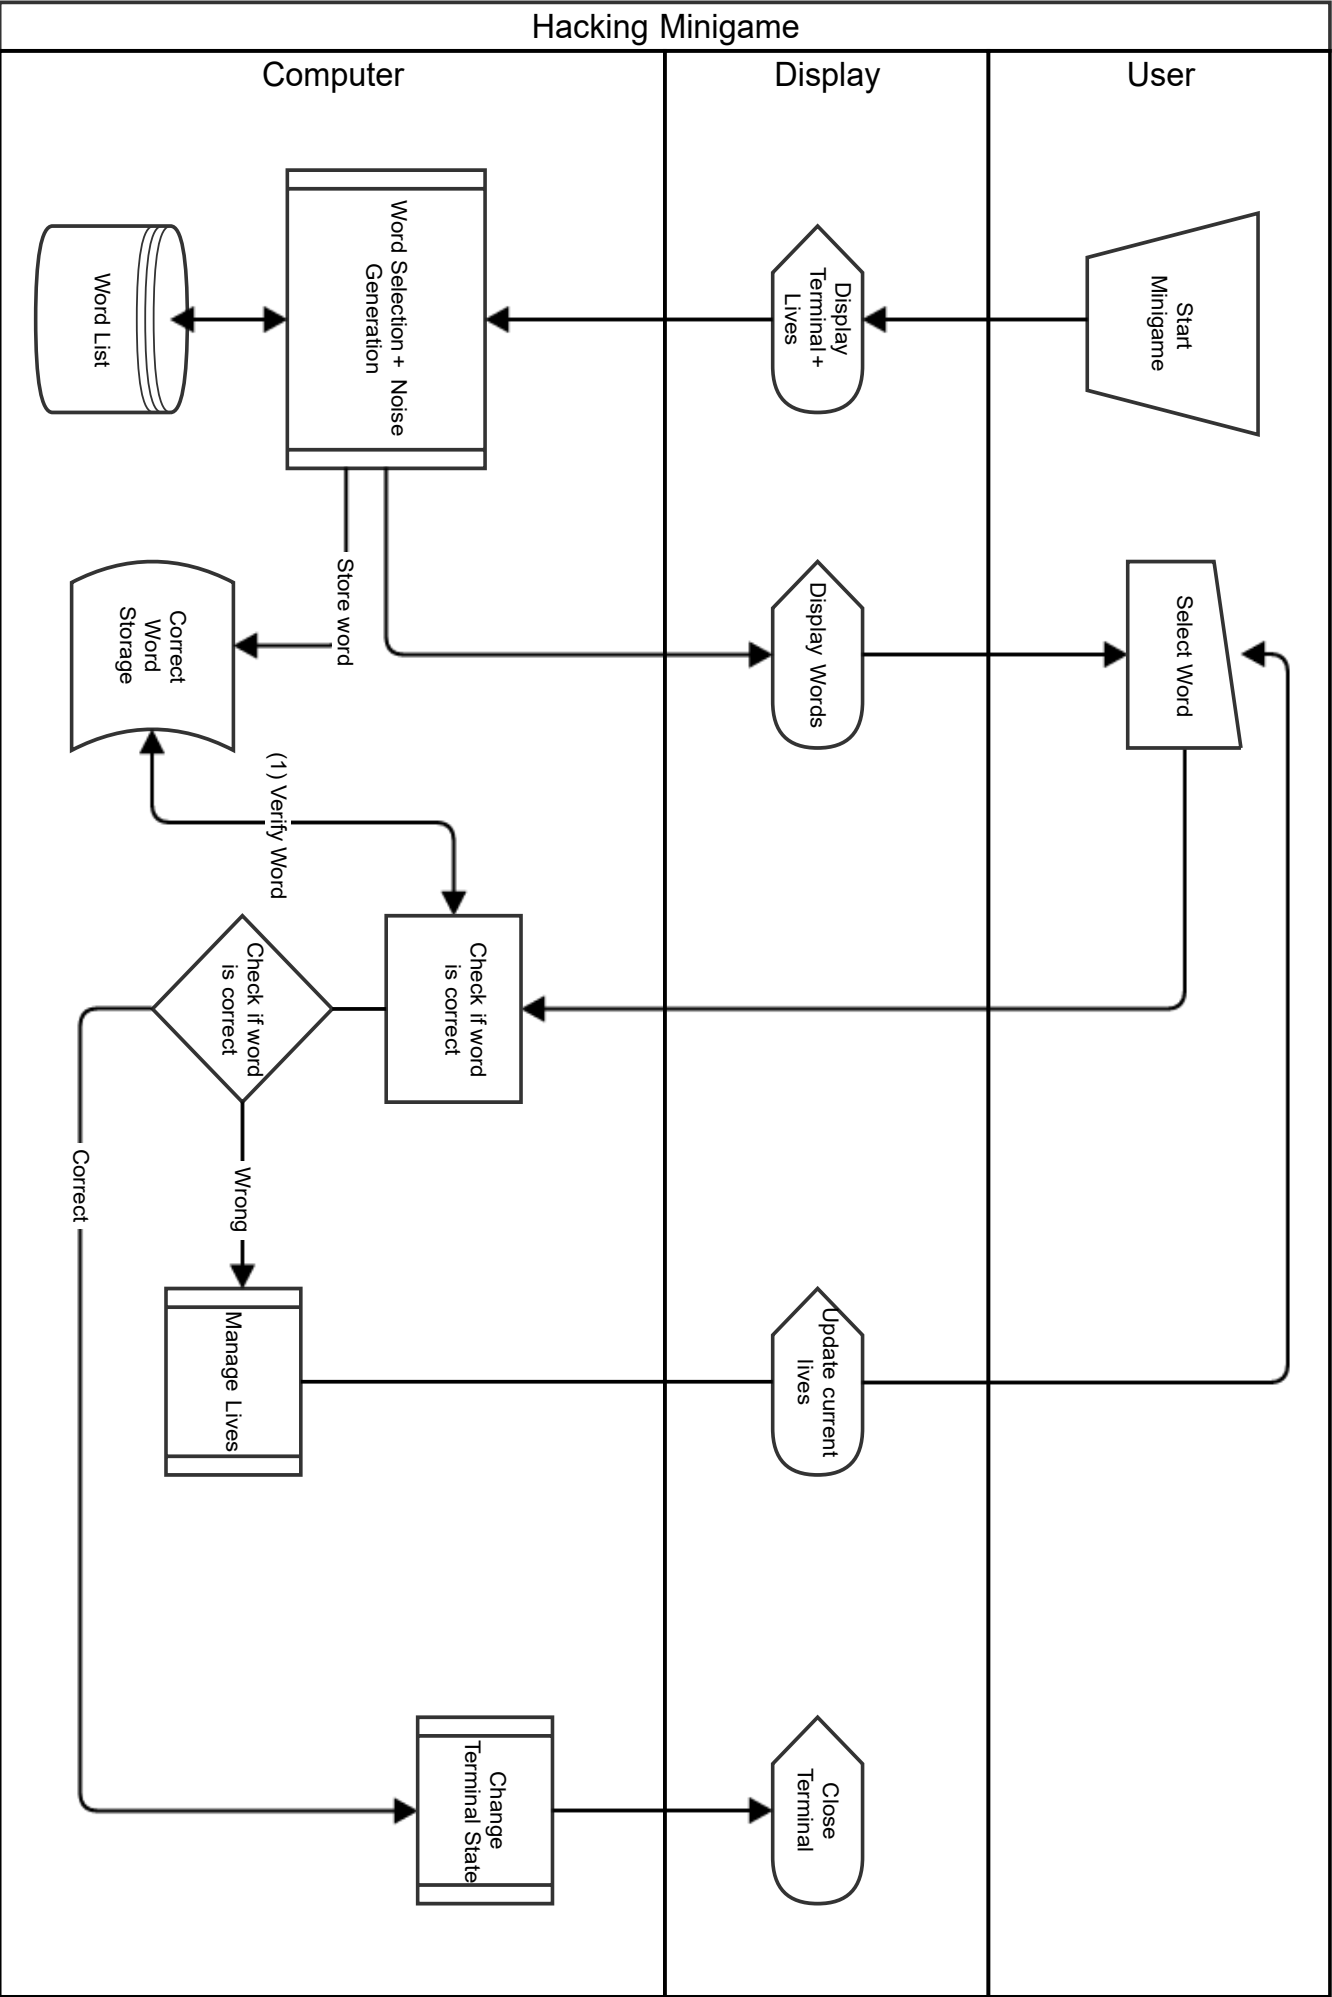 Hacking Minigame
Computer
Display
User
Start
Minigame
Display
Terminal+
Lives
Word Selection+ Noise
Generation
Word List
Store word
Correct
Word
Storage
Display Words
Select Word
(1) Verify Word
Check if word
is correct
Check if word
is correct
Wrong
Correct
Manage Lives
Update current
lives
Change
Terminal State
Close
Terminal